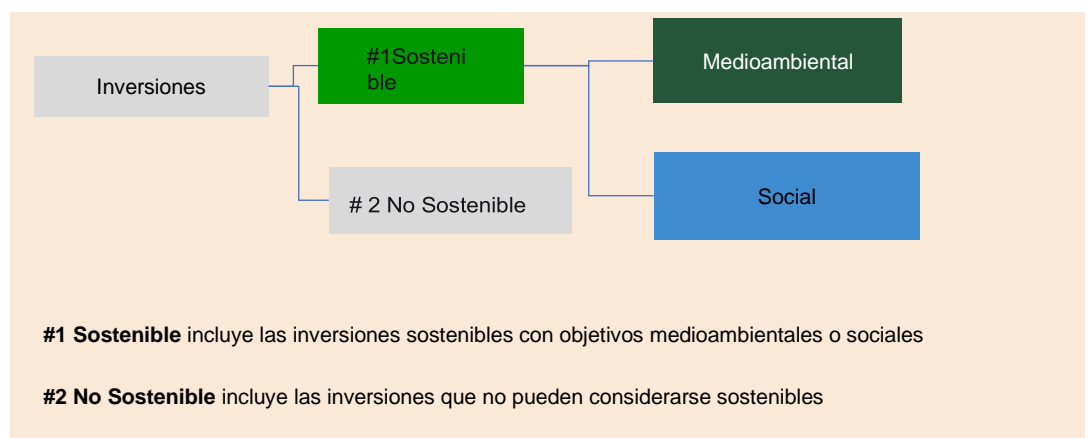 #1Sosteni
ble
Medioambiental
Inversiones
# 2 No Sostenible
Social
#1 Sostenible incluye las inversiones sostenibles con objetivos medioambientales o sociales
#2 No Sostenible incluye las inversiones que no pueden considerarse sostenibles